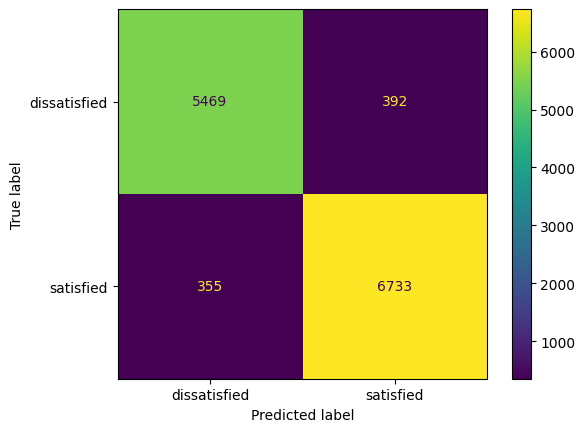 dissatisfied
5469
392
satisfied
355
6733
dissatisfied
satisfied
Predicted label
True label
6000
5000
4000
3000
2000
1000